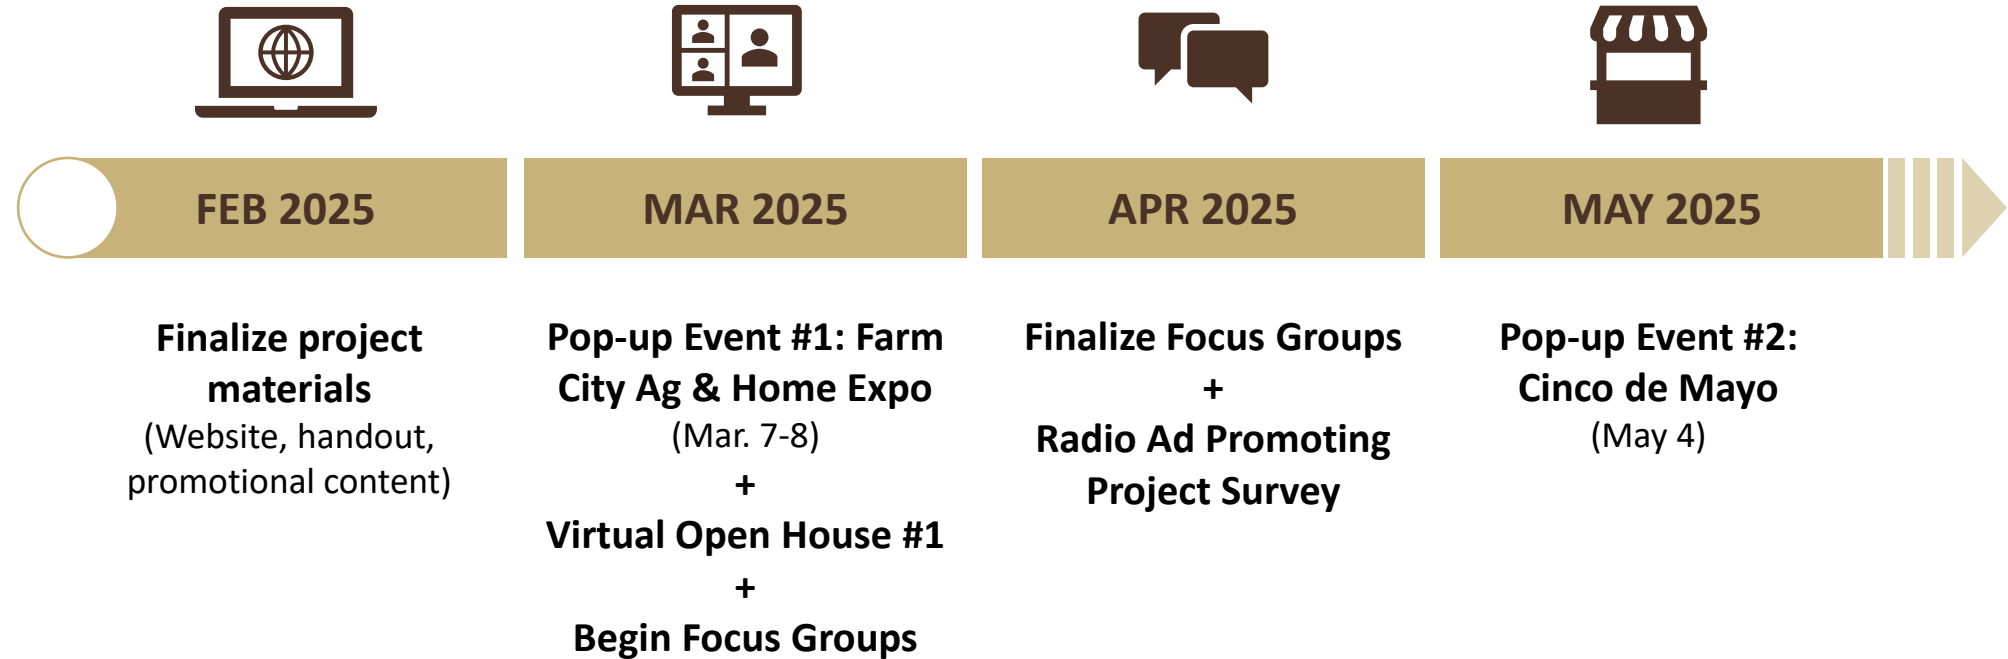 FEB 2025
MAR 2025
APR 2025
MAY 2025
Finalize project
materials
(Website, handout,
promotional content)
Pop-up Event #1: Farm
City Ag & Home Expo
(Mar. 7-8)
+
Virtual Open House #1
+
Begin Focus Groups
Finalize Focus Groups
+
Radio Ad Promoting
Project Survey
Pop-up Event #2:
Cinco de Mayo
(May 4)